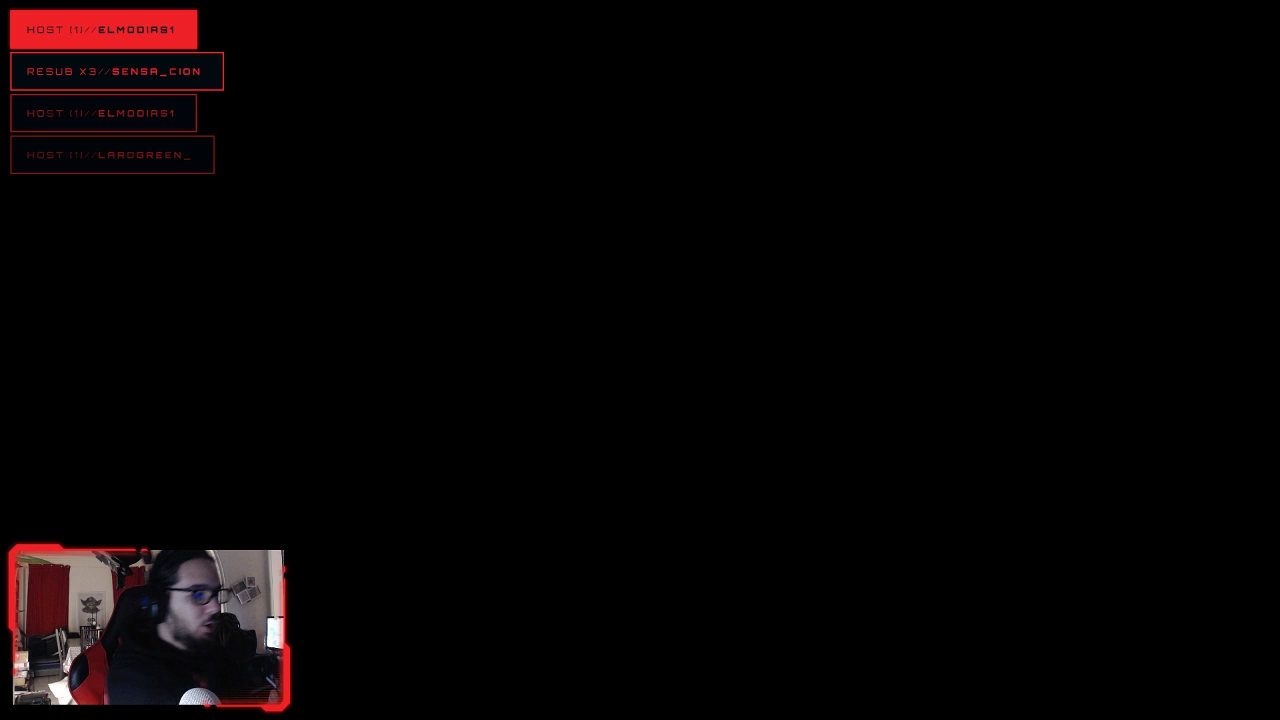 HOST (1)//ELMODIAS1
RESUB X3//SENSA_CION
HOST (1)//ELMODIAS1
HOST (1)//LARDGREEN_